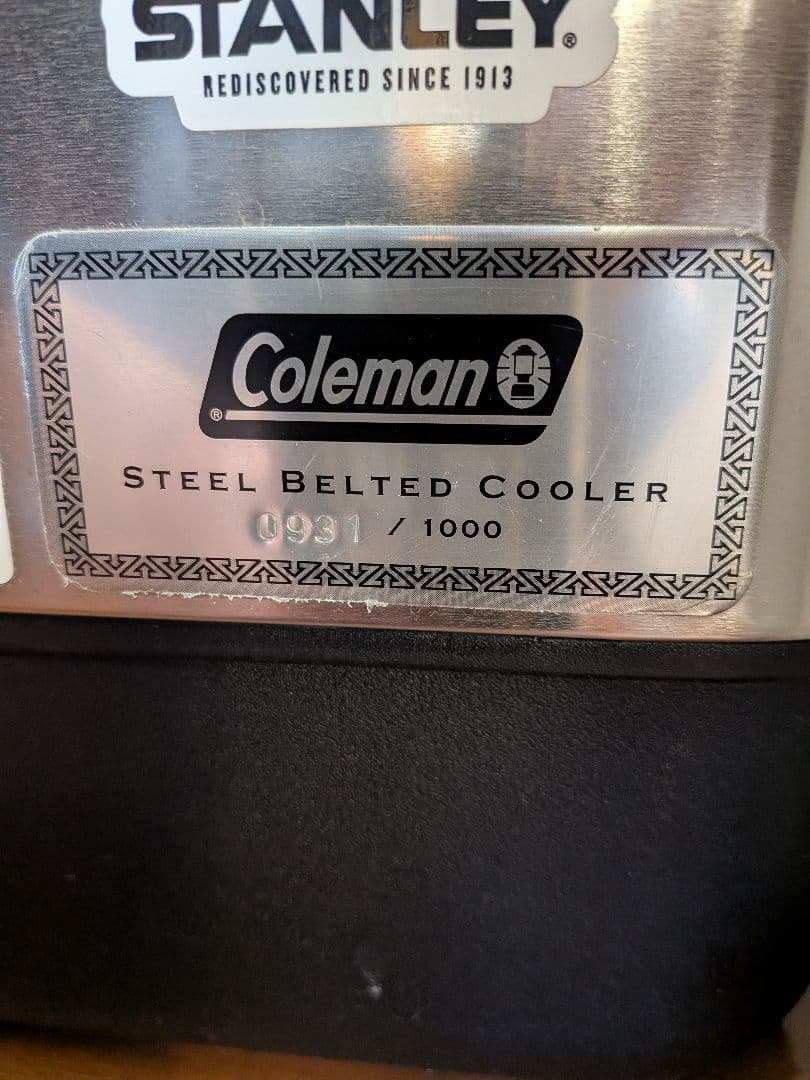 STANLEY®
REDISCOVERED SINCE 1913
Coleman
®
STEEL BELTED COOLER
0931 / 1000